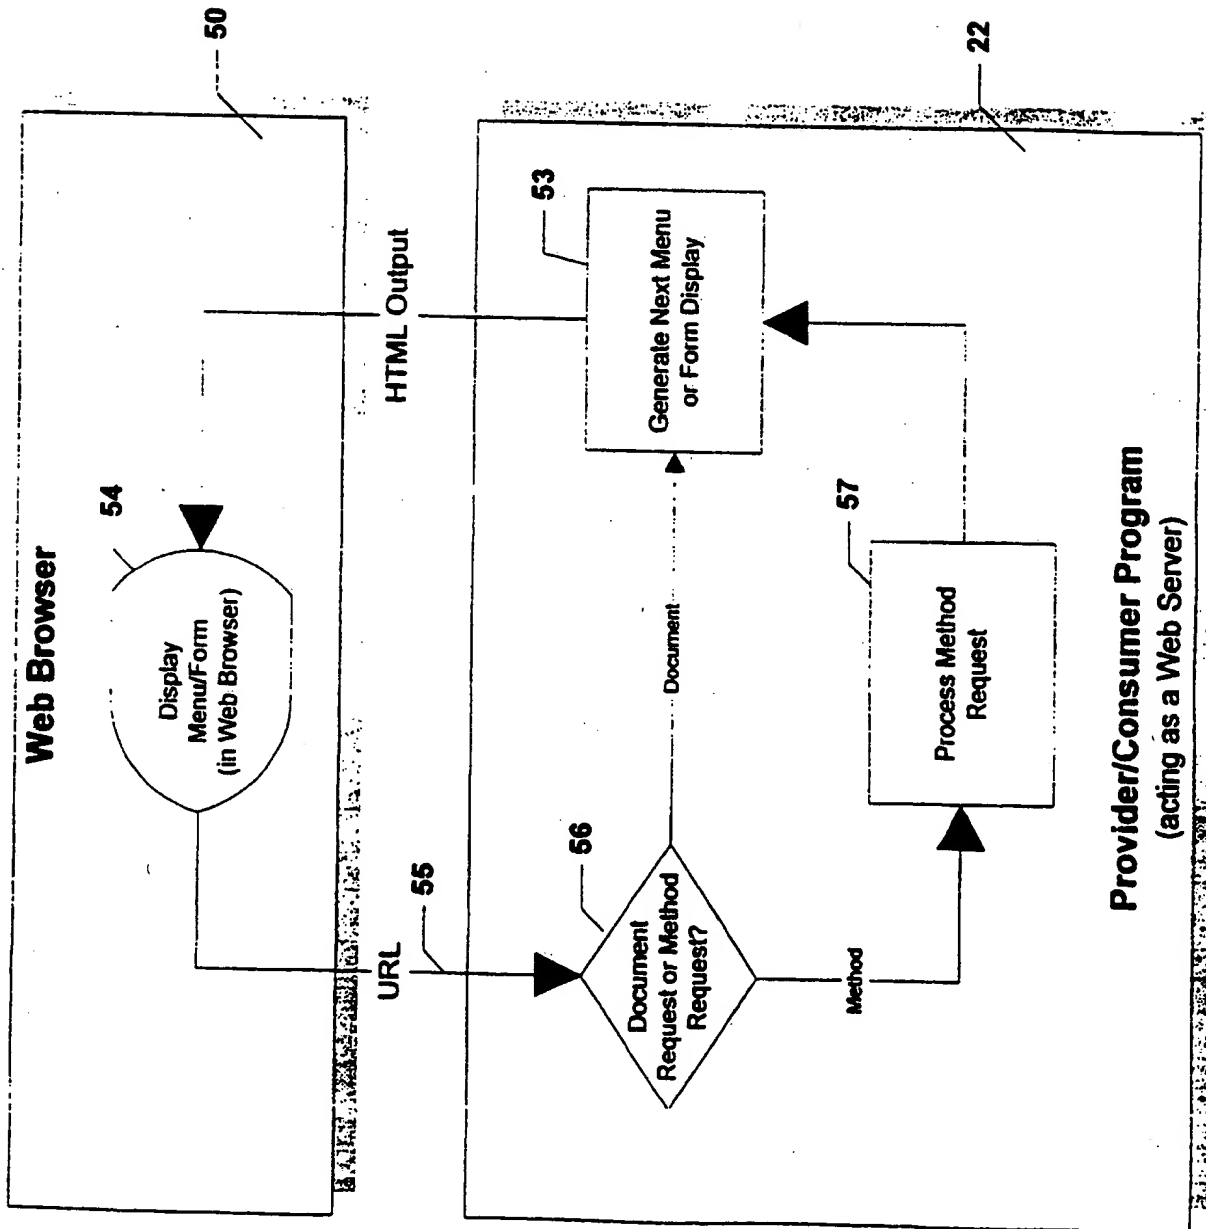 Web Browser
50
54
Display
Menu/Form
(in Web Browser)
URL
55
HTML Output
56
Document
Request or Method
Request?
Document
53
Generate Next Menu
or Form Display
Method
57
Process Method
Request
22
Provider/Consumer Program
(acting as a Web Server)